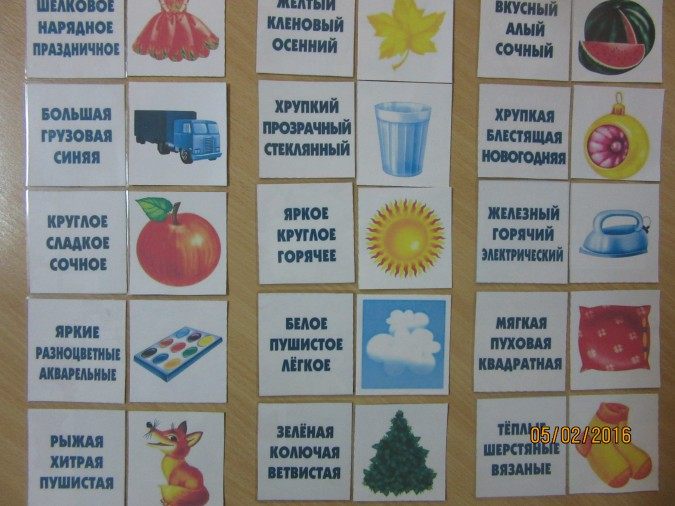 ШЁЛКОВОЕ
НАРЯДНОЕ
ПРАЗДНИЧНОЕ
ЖЁЛТЫЙ
КЛЕНОВЫЙ
ОСЕННИЙ
ВКУСНЫЙ
АЛЫЙ
СОЧНЫЙ
БОЛЬШАЯ
ГРУЗОВАЯ
СИНЯЯ
ХРУПКИЙ
ПРОЗРАЧНЫЙ
СТЕКЛЯННЫЙ
ХРУПКАЯ
БЛЕСТЯЩАЯ
НОВОГОДНЯЯ
КРУГЛОЕ
СЛАДКОЕ
СОЧНОЕ
ЯРКОЕ
КРУГЛОЕ
ГОРЯЧЕЕ
ЖЕЛЕЗНЫЙ
ГОРЯЧИЙ
ЭЛЕКТРИЧЕСКИЙ
ЯРКИЕ
РАЗНОЦВЕТНЫЕ
АКВАРЕЛЬНЫЕ
БЕЛОЕ
ПУШИСТОЕ
ЛЁГКОЕ
МЯГКАЯ
ПУХОВАЯ
КВАДРАТНАЯ
РЫЖАЯ
ХИТРАЯ
ПУШИСТАЯ
ЗЕЛЁНАЯ
КОЛЮЧАЯ
ВЕТВИСТАЯ
ТЁПЛЫЕ
ШЕРСТЯНЫЕ
ВЯЗАНЫЕ
05/02/2016